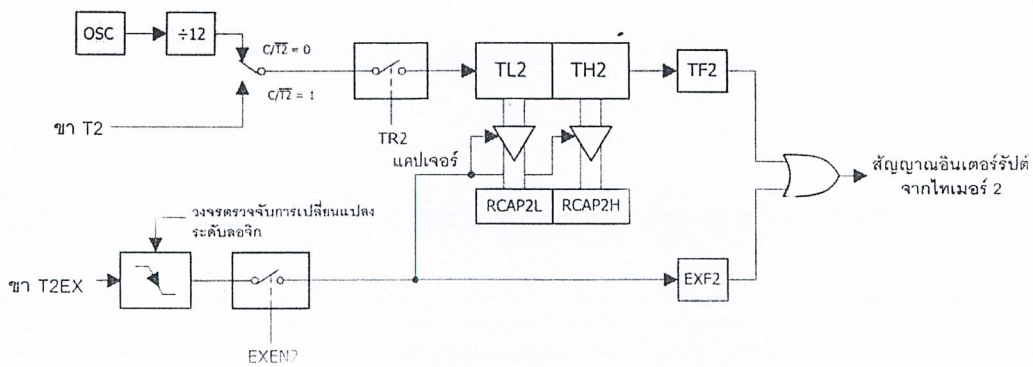 OSC
÷12
C/T2 = 0
C/T2 = 1
ขา T2
TR2
TL2
TH2
TF2
แคปเจอร์
RCAP2L
RCAP2H
สัญญาณอินเตอร์รัปต์
จากไทเมอร์ 2
วงจรตรวจจับการเปลี่ยนแปลง
ระดับลอจิก
ขา T2EX
EXF2
EXEN2